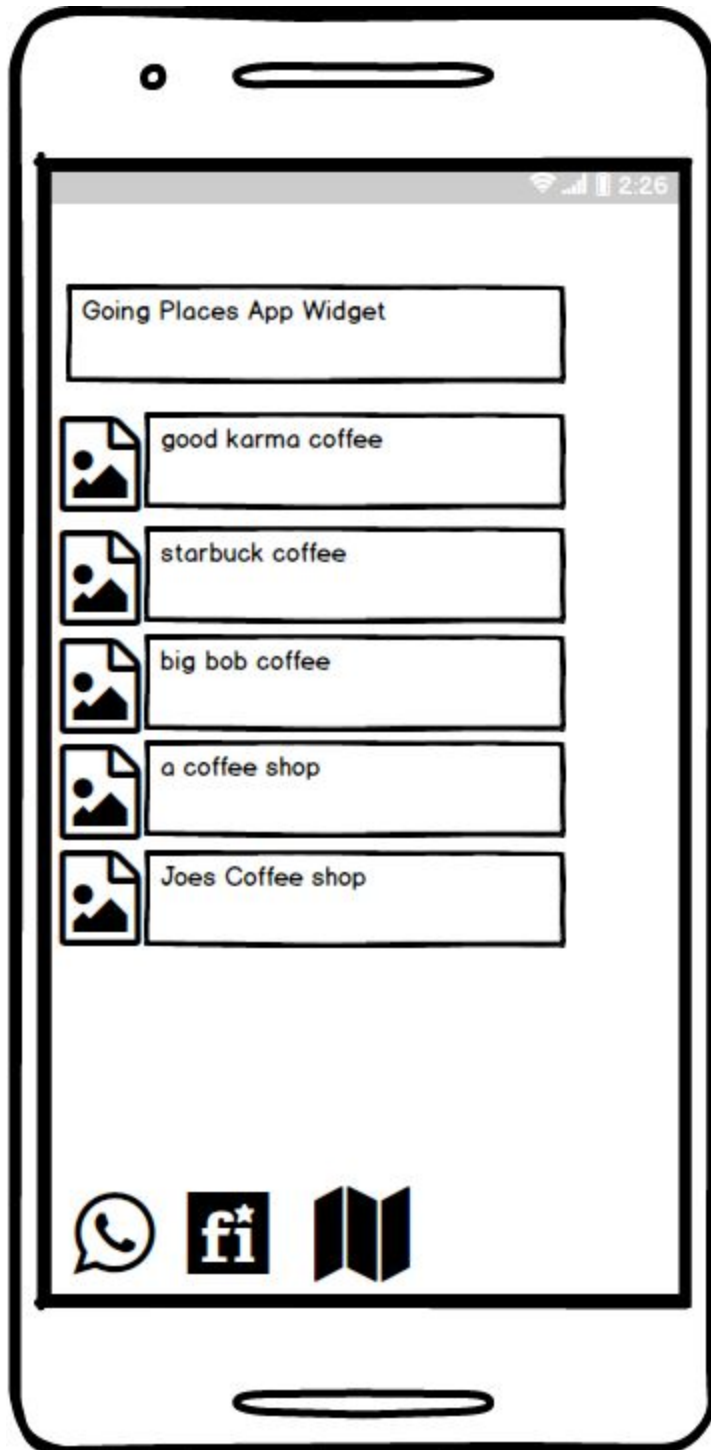 2:26
Going Places App Widget
good karma coffee
starbuck coffee
big bob coffee
a coffee shop
Joes Coffee shop
fi